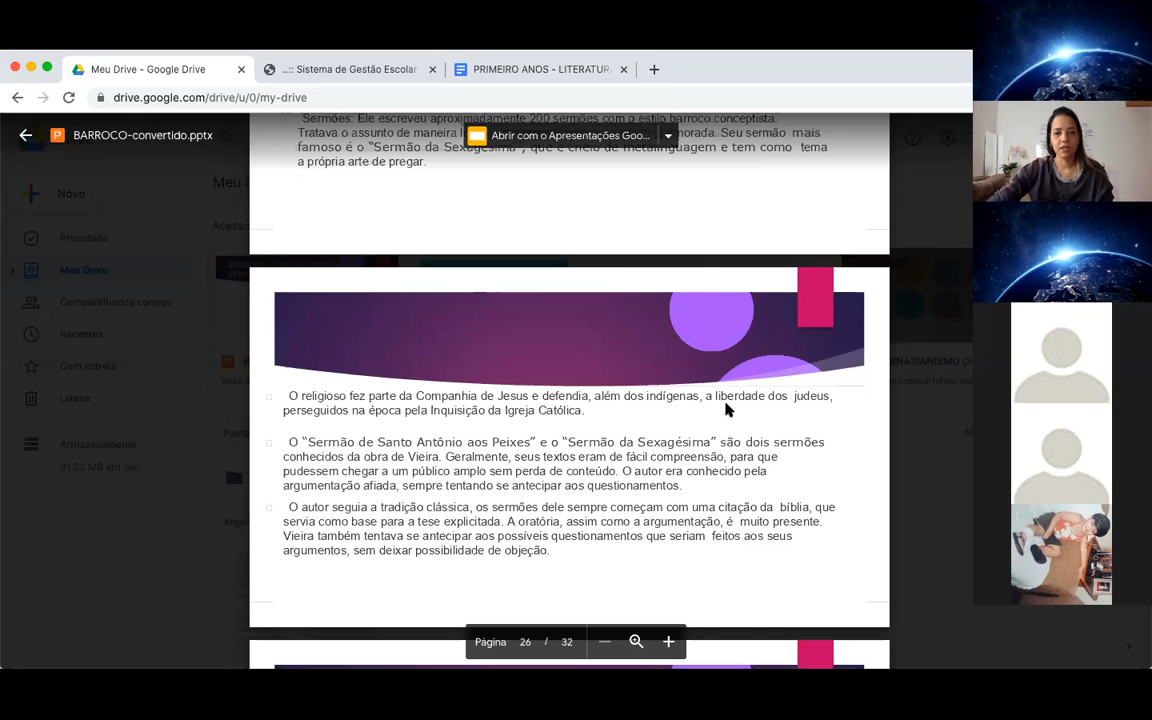 Meu Drive - Google Drive
..:: Sistema de Gestão Escolar
PRIMEIRO ANOS - LITERATUR
drive.google.com/drive/u/0/my-drive
BARROCO-convertido.pptx
Abrir com o Apresentações Goo...
Novo
Meu D
Prioridade
Meu Drive
Compartilhados comigo
Recentes
Com estrela
Lixeira
Armazenamento
912,3 MB em uso
Sermões: Ele escreveu aproximadamente 200 sermões com o estilo barroco conceptista.
Tratava o assunto de maneira morada. Seu sermão mais
famoso é o "Sermão da Sexagésima", que é cheio de metalinguagem e tem como tema
a própria arte de pregar.
O religioso fez parte da Companhia de Jesus e defendia, além dos indígenas, a liberdade dos judeus,
perseguidos na época pela Inquisição da Igreja Católica.
O "Sermão de Santo Antônio aos Peixes" e o "Sermão da Sexagésima" são dois sermões
conhecidos da obra de Vieira. Geralmente, seus textos eram de fácil compreensão, para que
pudessem chegar a um público amplo sem perda de conteúdo. O autor era conhecido pela
argumentação afiada, sempre tentando se antecipar aos questionamentos.
O autor seguia a tradição clássica, os sermões dele sempre começam com uma citação da bíblia, que
servia como base para a tese explicitada. A oratória, assim como a argumentação, é muito presente.
Vieira também tentava se antecipar aos possíveis questionamentos que seriam feitos aos seus
argumentos, sem deixar possibilidade de objeção.
Página 26 / 32